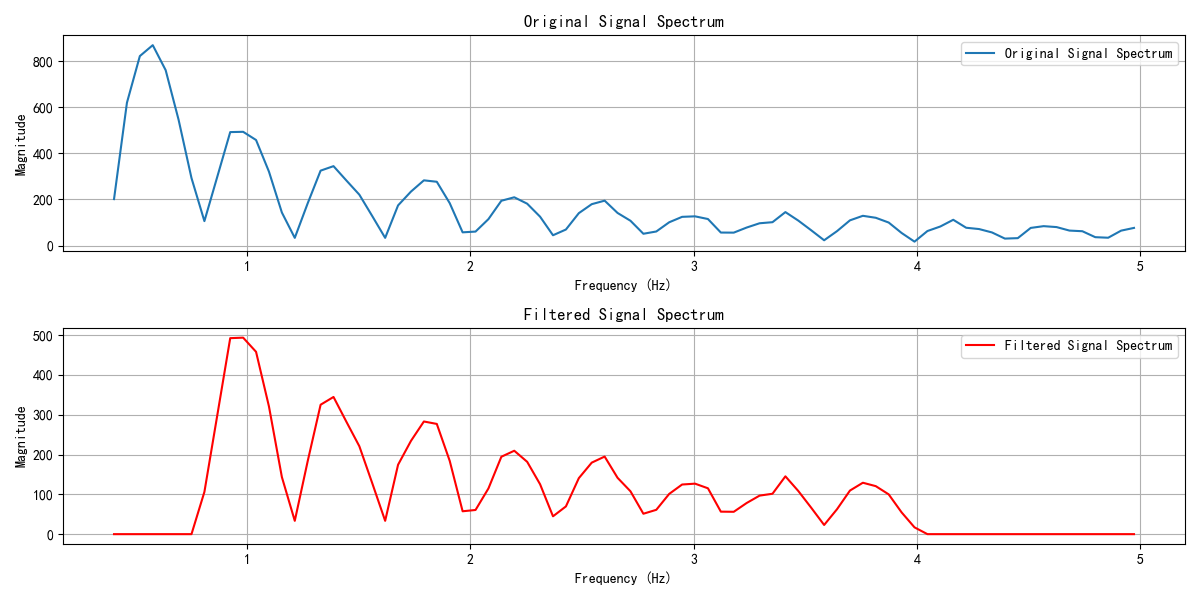 Original Signal Spectrum
Original Signal Spectrum
Magnitude
800
600
400
200
0
1 2 3 4 5
Frequency (Hz)
Filtered Signal Spectrum
Filtered Signal Spectrum
Magnitude
500
400
300
200
100
0
1 2 3 4 5
Frequency (Hz)